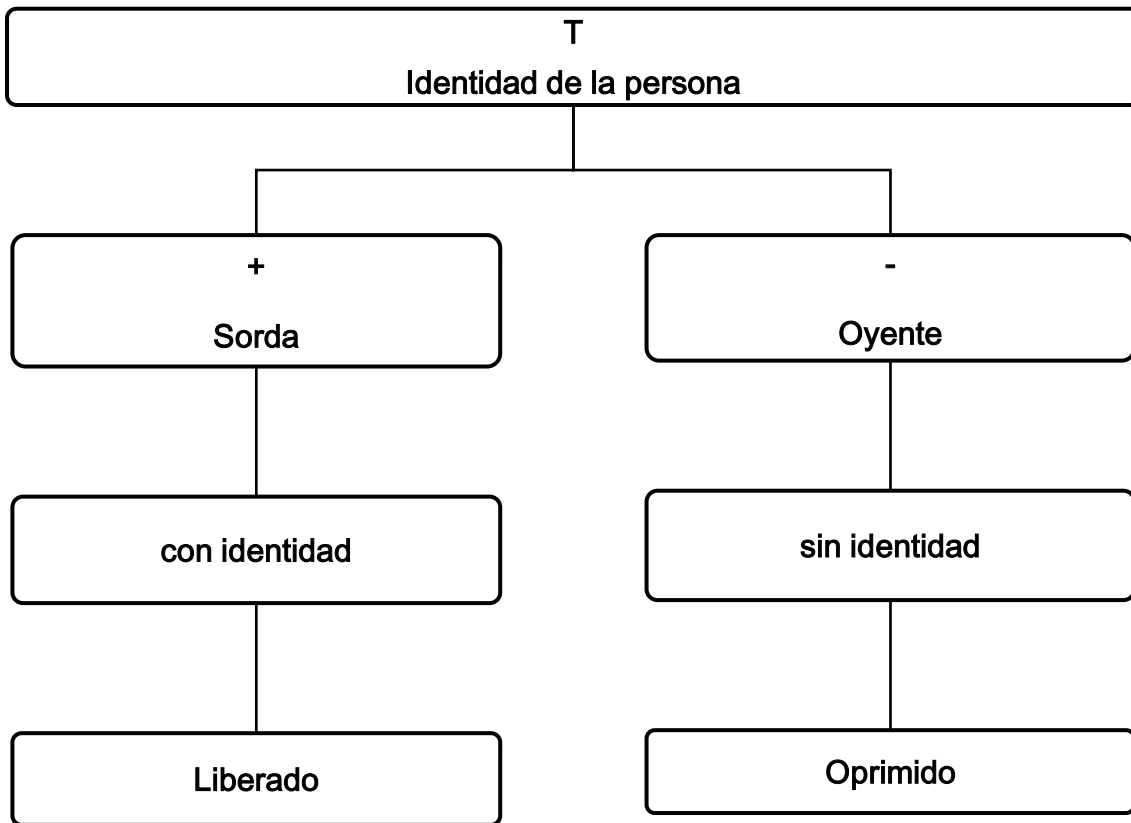 T
Identidad de la persona
+
Sorda
-
Oyente
con identidad
sin identidad
Liberado
Oprimido